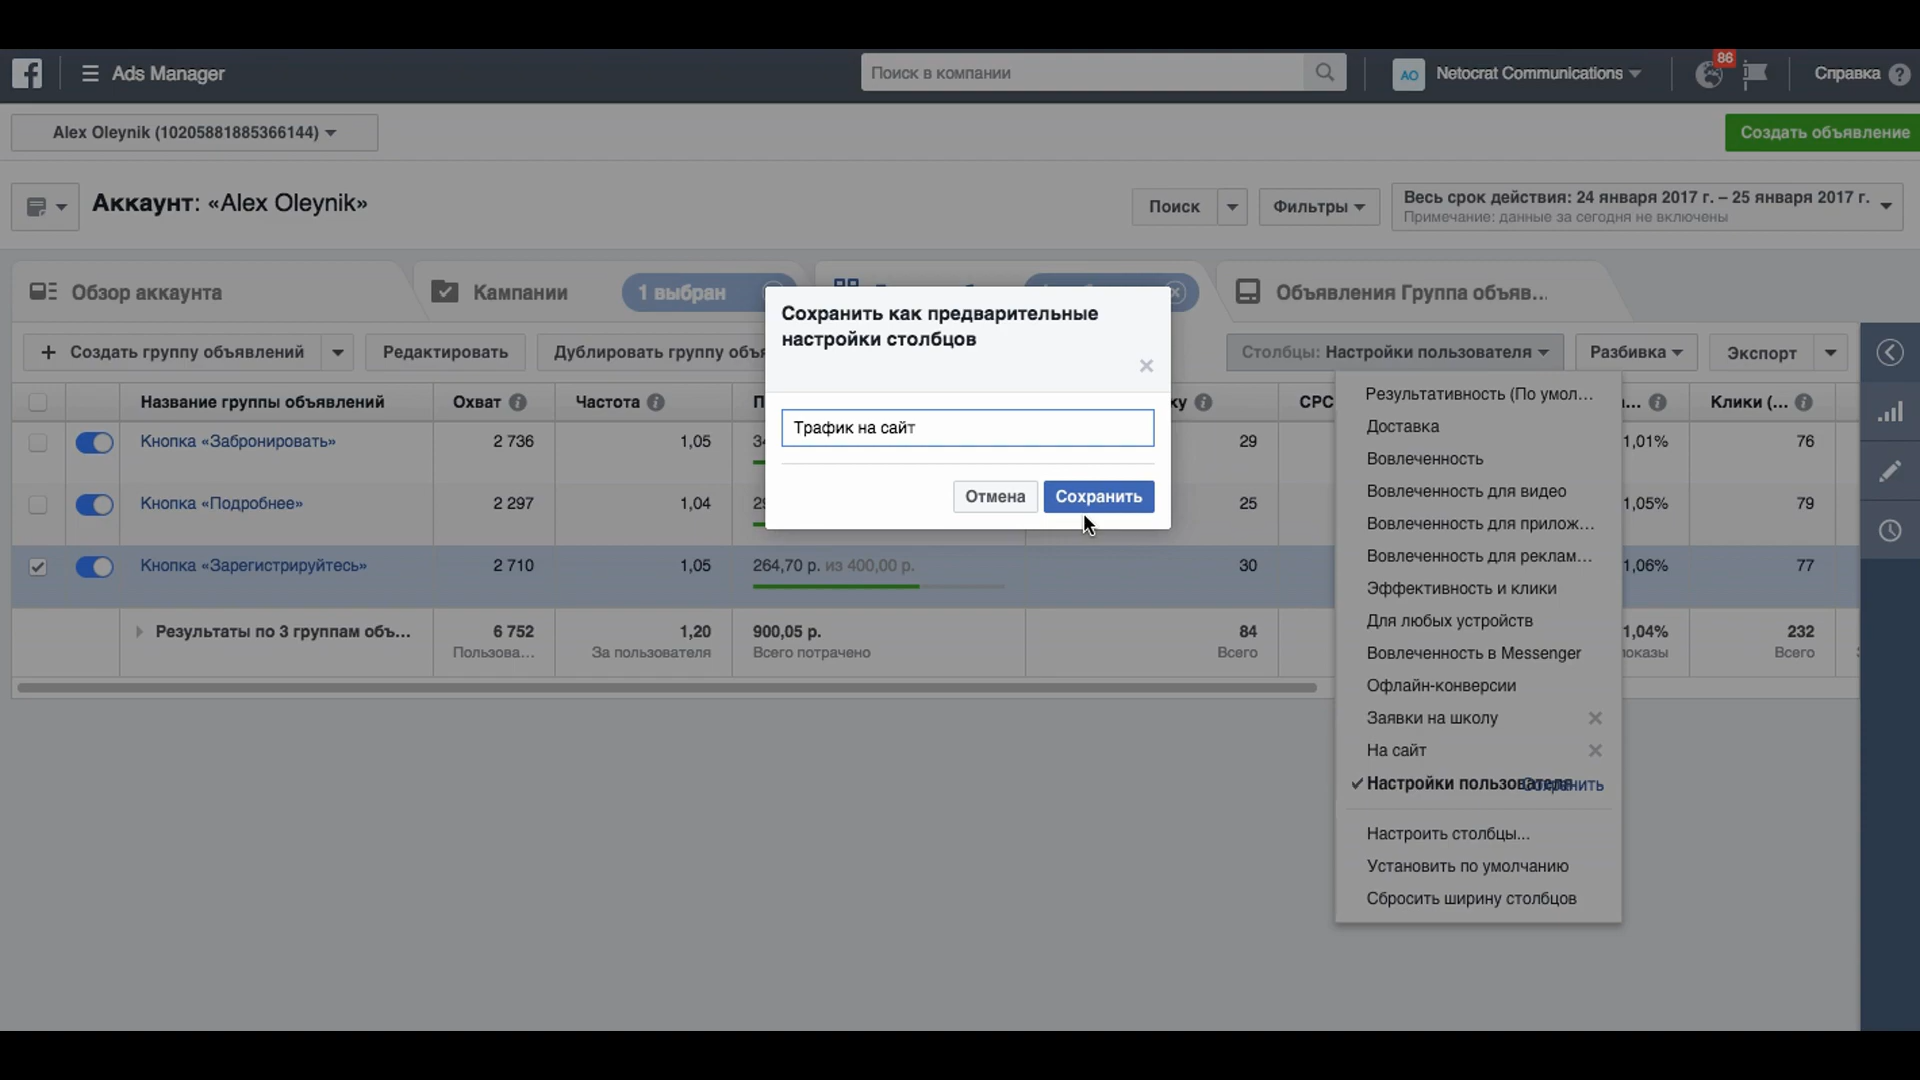 Ads Manager
Поиск в компании
AO
Netocrat Communications
86
Справка
Alex Oleynik (10205881885366144)
Создать объявление
Аккаунт: «Alex Oleynik»
Поиск
Фильтры
Весь срок действия: 24 января 2017 г. – 25 января 2017 г.
Примечание: данные за сегодня не включены
Обзор аккаунта
Кампании
1 выбран
Объявления Группа объяв...
Сохранить как предварительные
настройки столбцов
Создать группу объявлений
Редактировать
Дублировать группу объя
Столбцы: Настройки пользователя
Разбивка
Экспорт
Название группы объявлений
Охват
Частота
П
ку
CPC
...
Клики (...
Трафик на сайт
Отмена
Сохранить
Кнопка «Забронировать»
2 736
1,05
34
29
1,01%
76
Кнопка «Подробнее»
2 297
1,04
29
25
1,05%
79
Кнопка «Зарегистрируйтесь»
2 710
1,05
264,70 р. из 400,00 р.
30
1,06%
77
Результаты по 3 группам объ...
6 752
1,20
900,05 р.
84
1,04%
232
Пользова...
За пользователя
Всего потрачено
Всего
показы
Всего
Результативность (По умол...
Доставка
Вовлеченность
Вовлеченность для видео
Вовлеченность для прилож...
Вовлеченность для реклам...
Эффективность и клики
Для любых устройств
Вовлеченность в Messenger
Офлайн-конверсии
Заявки на школу
На сайт
Настройки пользователя
Сохранить
Настроить столбцы...
Установить по умолчанию
Сбросить ширину столбцов